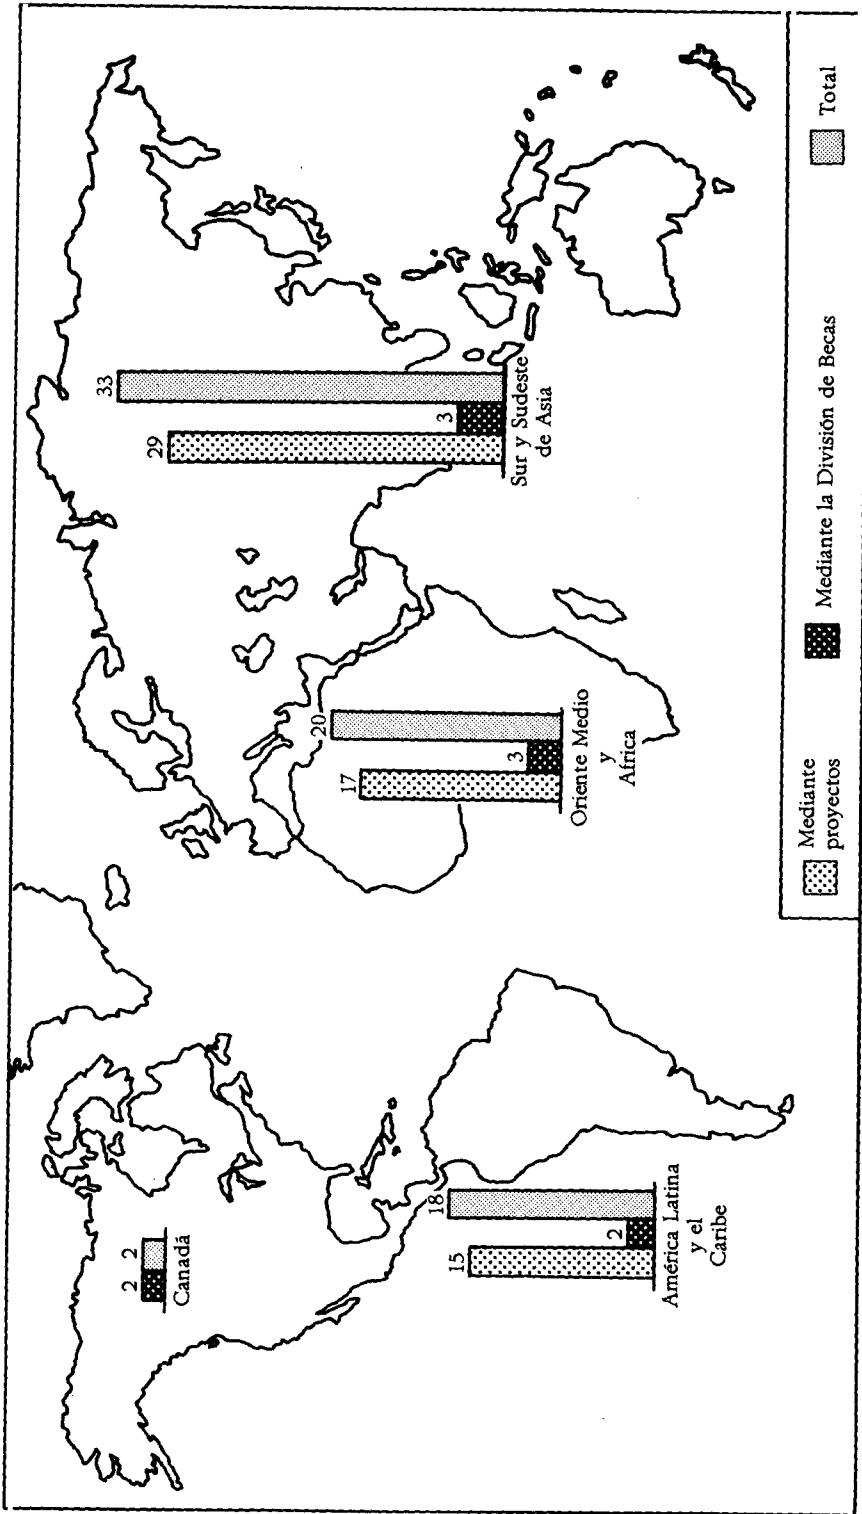 2
2
Canadá
15
2
18
América Latina
y el
Caribe
17
3
20
Oriente Medio
y
África
29
3
33
Sur y Sudeste
de Asia
Mediante
proyectos
Mediante la División de Becas
Total